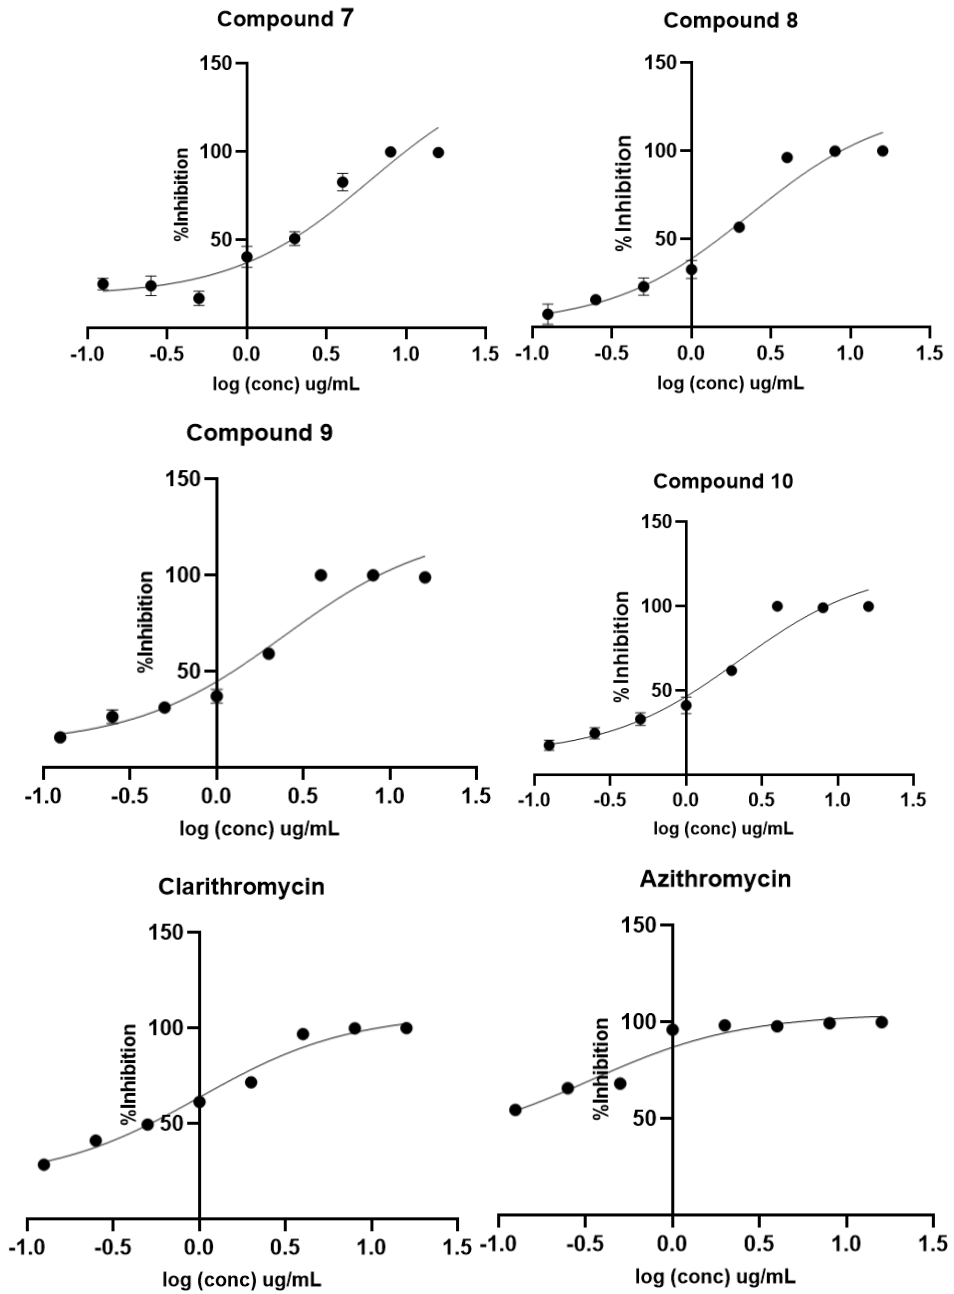 Compound 7
150
100
50
%Inhibition
-1.0 -0.5 0.0 0.5 1.0 1.5
log (conc) ug/mL
Compound 8
150
100
50
% Inhibition
-1.0 -0.5 0.0 0.5 1.0 1.5
log (conc) ug/mL
Compound 9
150
100
50
%Inhibition
-1.0 -0.5 0.0 0.5 1.0 1.5
log (conc) ug/mL
Compound 10
150
100
50
% Inhibition
-1.0 -0.5 0.0 0.5 1.0 1.5
log (conc) ug/mL
Clarithromycin
150
100
50
%Inhibition
-1.0 -0.5 0.0 0.5 1.0 1.5
log (conc) ug/mL
Azithromycin
150
100
50
%Inhibition
-1.0 -0.5 0.0 0.5 1.0 1.5
log (conc) ug/mL